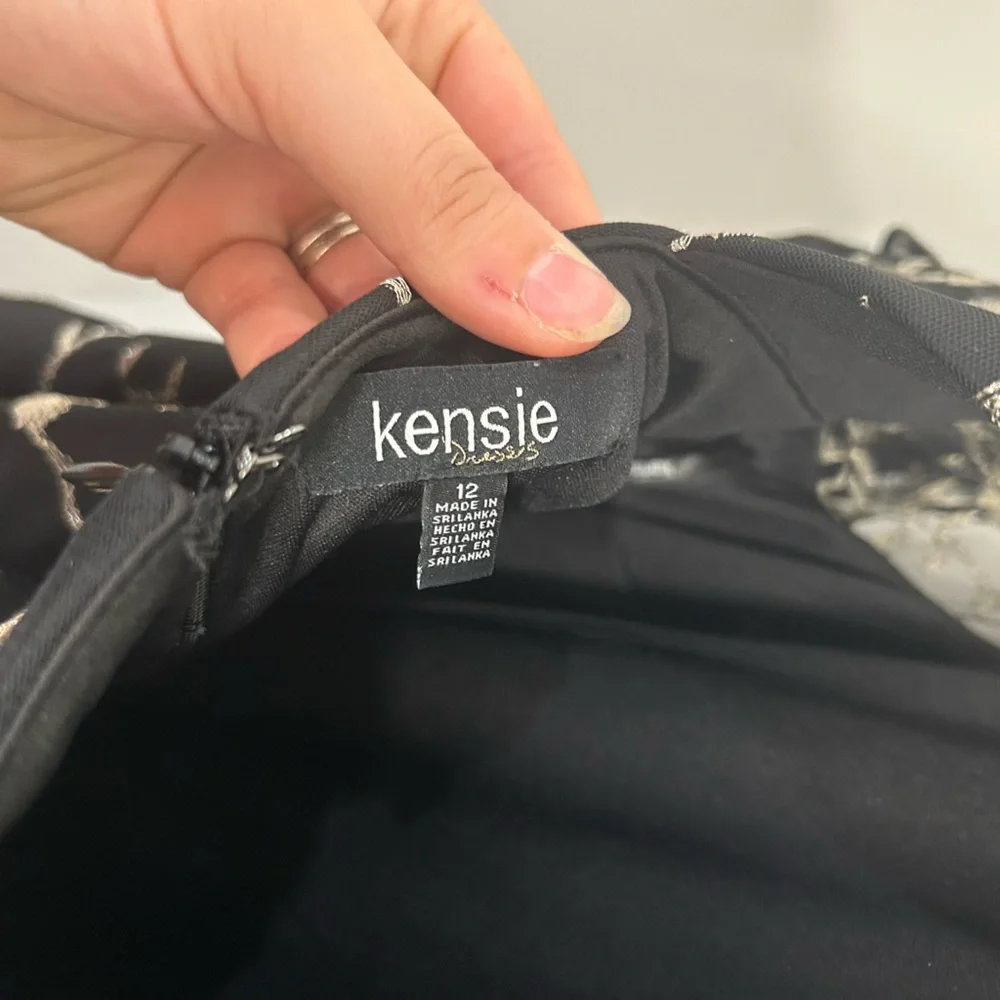 kensie
Dresses
12
MADE IN
SRI LANKA
HECHO EN
SRI LANKA
FAIT EN
SRI LANKA